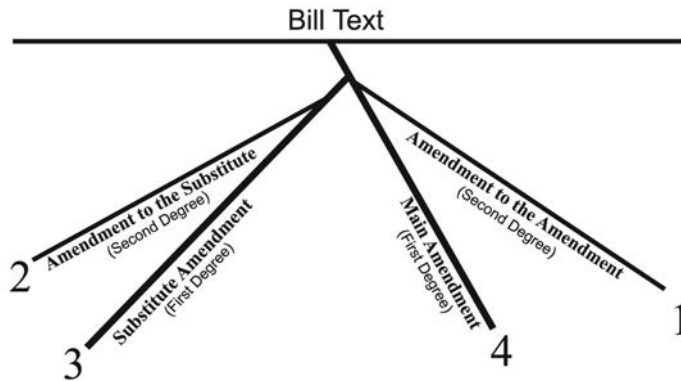 Bill Text
Amendment to the Substitute
(Second Degree)
2
Substitute Amendment
(First Degree)
3
Main Amendment
(First Degree)
4
Amendment to the Amendment
(Second Degree)
1